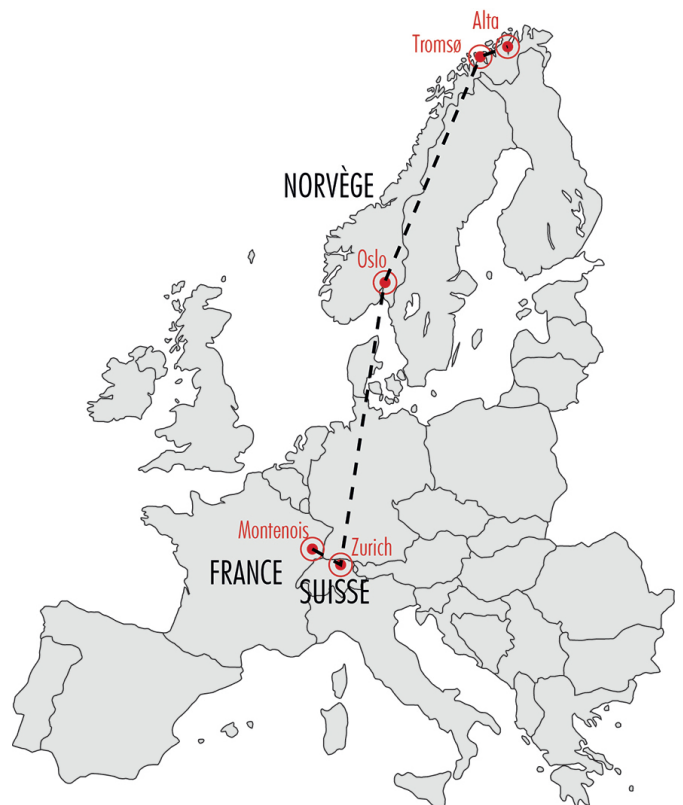 Alta
Tromsø
NORVÈGE
Oslo
Montenois
Zurich
FRANCE
SUISSE